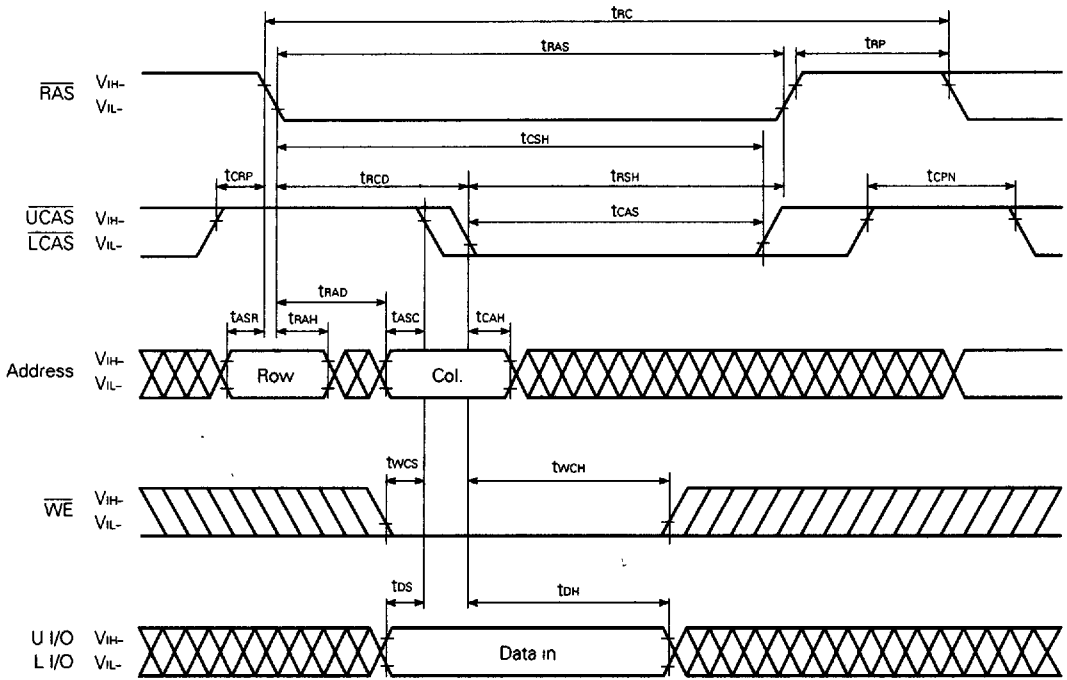 tRC
tRAS tRP
RAS VIH–
VIL–
tCSH
tCRP tRCD tRSH tCPN
UCAS VIH–
LCAS VIL–
tCAS
tRAD
tASR tRAH tASC tCAH
Address VIH–
VIL–
Row Col.
tWCS tWCH
WE VIH–
VIL–
tDS tDH
U I/O VIH–
L I/O VIL–
Data in